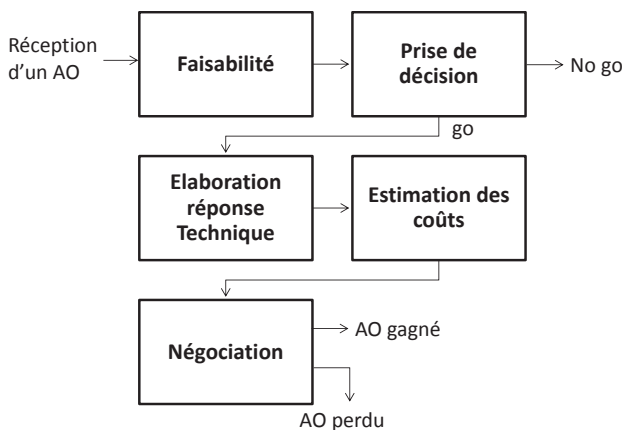 Réception
d'un AO
Faisabilité
Prise de
décision
No go
go
Elaboration
réponse
Technique
Estimation des
coûts
Négociation
AO gagné
AO perdu